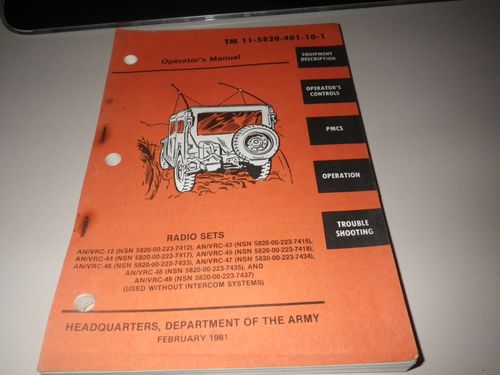 TM 11-5820-401-10-1
Operator's Manual
EQUIPMENT
DESCRIPTION
OPERATOR'S
CONTROLS
PMCS
OPERATION
TROUBLE
SHOOTING
RADIO SETS
AN/VRC-12 (NSN 5820-00-223-7412), AN/VRC-43 (NSN 5820-00-223-7415),
AN/VRC-44 (NSN 5820-00-223-7417), AN/VRC-45 (NSN 5820-00-223-7418),
AN/VRC-46 (NSN 5820-00-223-7433), AN/VRC-47 (NSN 5820-00-223-7434),
AN/VRC-48 (NSN 5820-00-223-7435), AND
AN/VRC-49 (NSN 5820-00-223-7437)
(USED WITHOUT INTERCOM SYSTEMS)
HEADQUARTERS, DEPARTMENT OF THE ARMY
FEBRUARY 1981